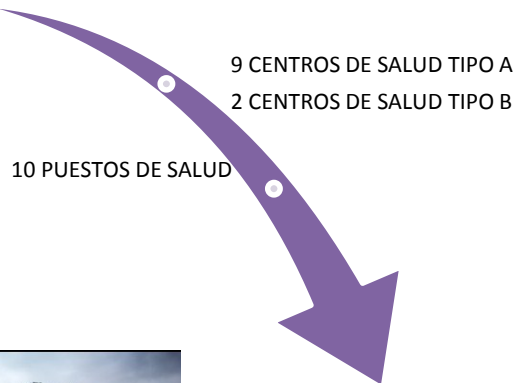 9 CENTROS DE SALUD TIPO A
2 CENTROS DE SALUD TIPO B
10 PUESTOS DE SALUD